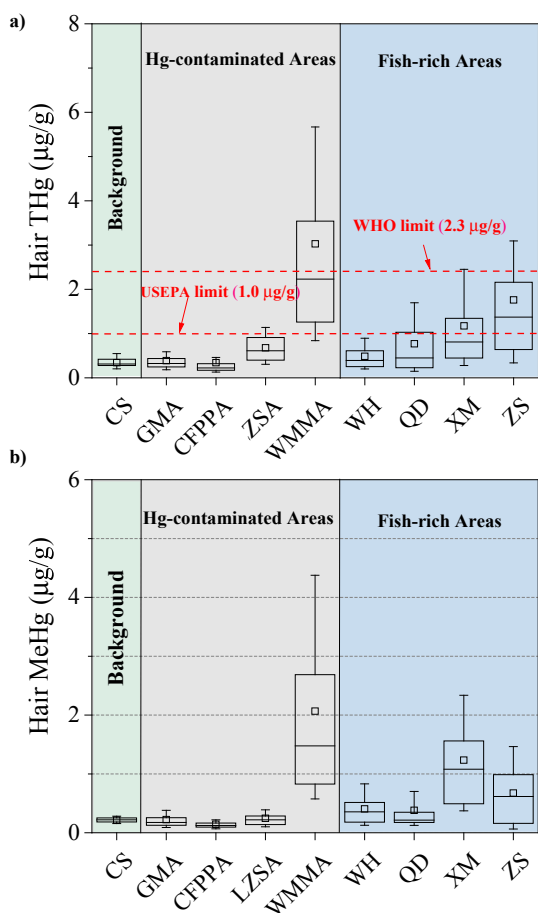 a)
8
6
4
2
0
Hair THg (μg/g)
Background
Hg-contaminated Areas
Fish-rich Areas
WHO limit (2.3 μg/g)
USEPA limit (1.0 μg/g)
CS
GMA
CFPPA
ZSA
WMMA
WH
QD
XM
ZS
b)
6
4
2
0
Hair MeHg (μg/g)
Background
Hg-contaminated Areas
Fish-rich Areas
CS
GMA
CFPPA
LZSA
WMMA
WH
QD
XM
ZS